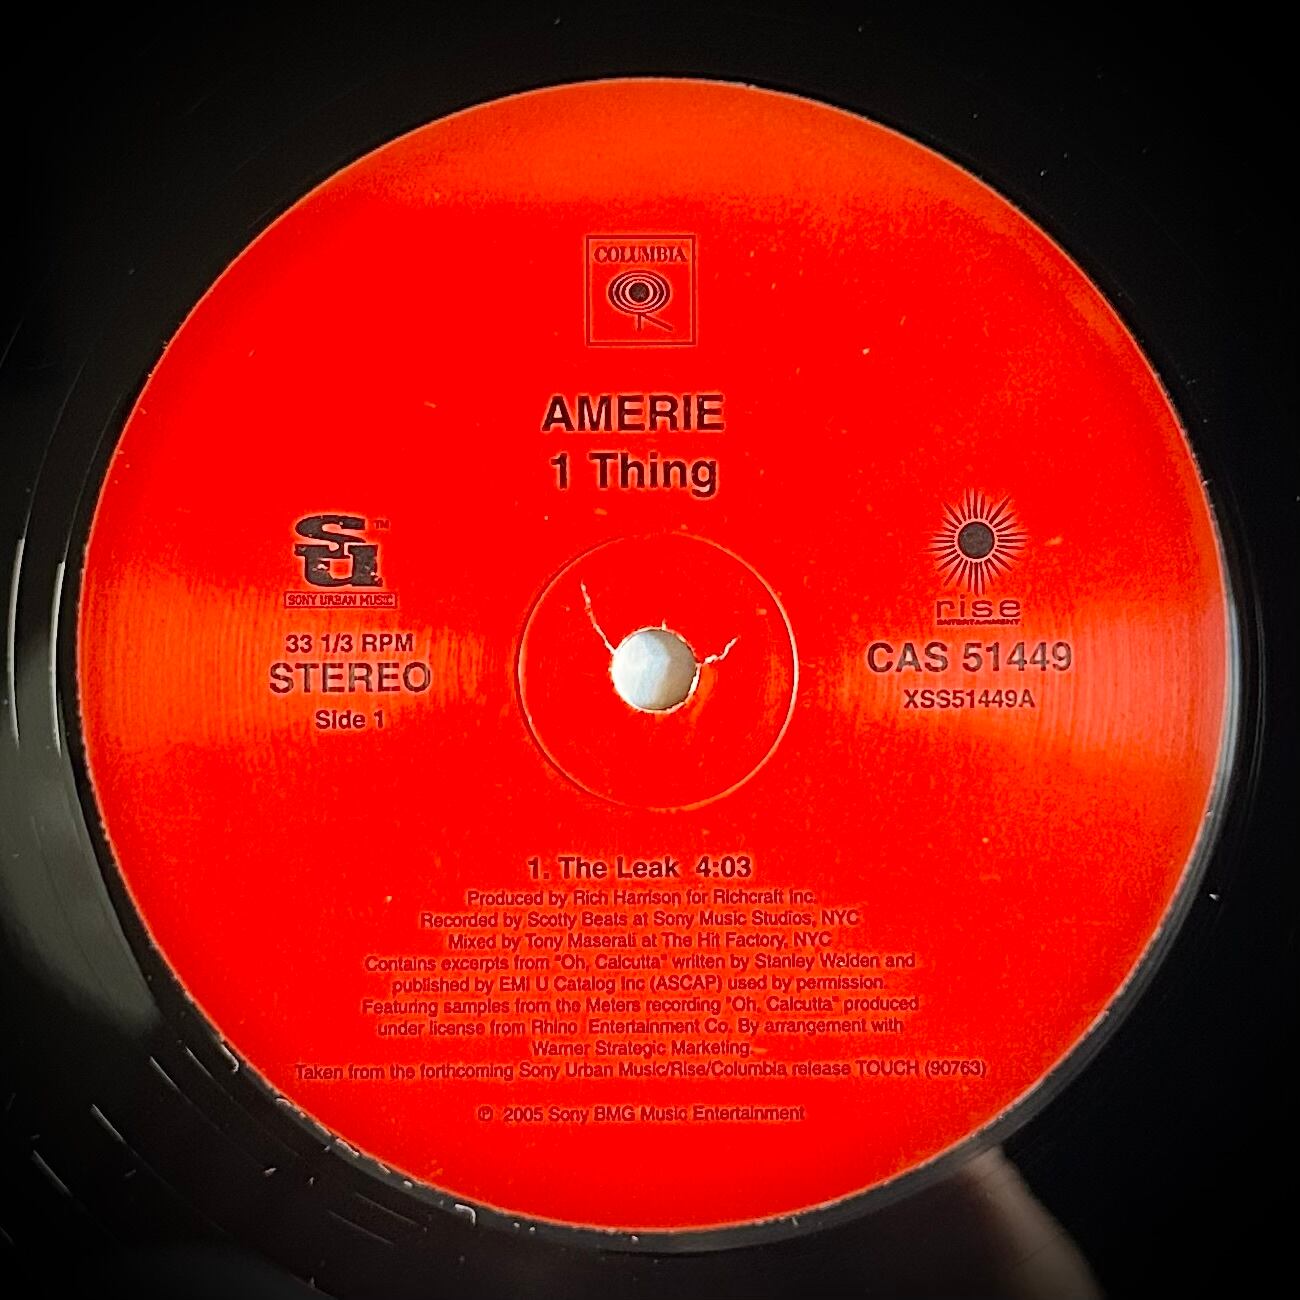 COLUMBIA
AMERIE
1 Thing
SU™
SONY URBAN MUSIC
33 1/3 RPM
STEREO
Side 1
rise
ENTERTAINMENT
CAS 51449
XSS51449A
1. The Leak 4:03
Produced by Rich Harrison for Richcraft Inc.
Recorded by Scotty Beats at Sony Music Studios, NYC
Mixed by Tony Maserati at The Hit Factory, NYC
Contains excerpts from "Oh, Calcutta" written by Stanley Walden and
published by EMI U Catalog Inc (ASCAP) used by permission.
Featuring samples from the Meters recording "Oh, Calcutta" produced
under license from Rhino Entertainment Co. By arrangement with
Warner Strategic Marketing.
Taken from the forthcoming Sony Urban Music/Rise/Columbia release TOUCH (90763)
℗ 2005 Sony BMG Music Entertainment